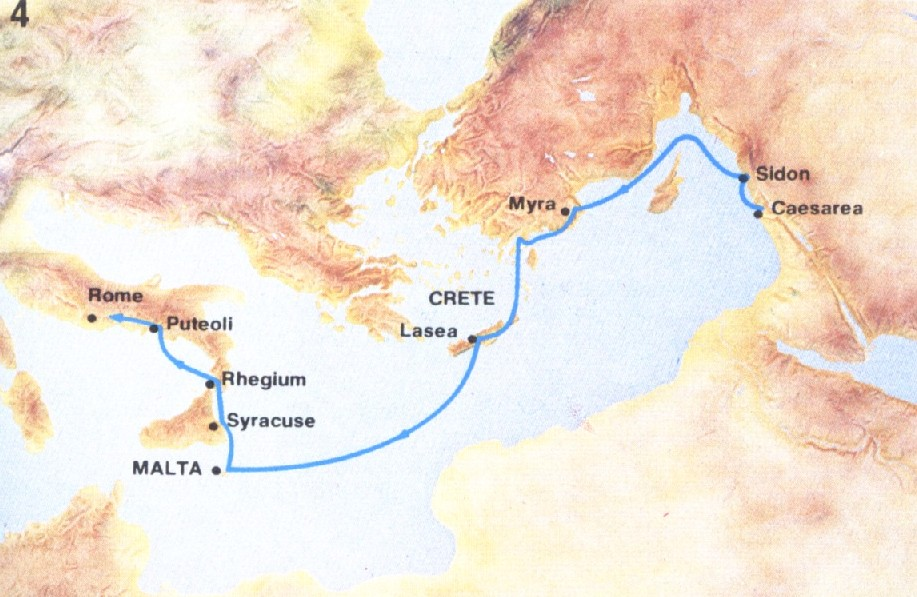 4
Sidon
Myra
Caesarea
Rome
CRETE
Puteoli
Lasea
Rhegium
Syracuse
MALTA